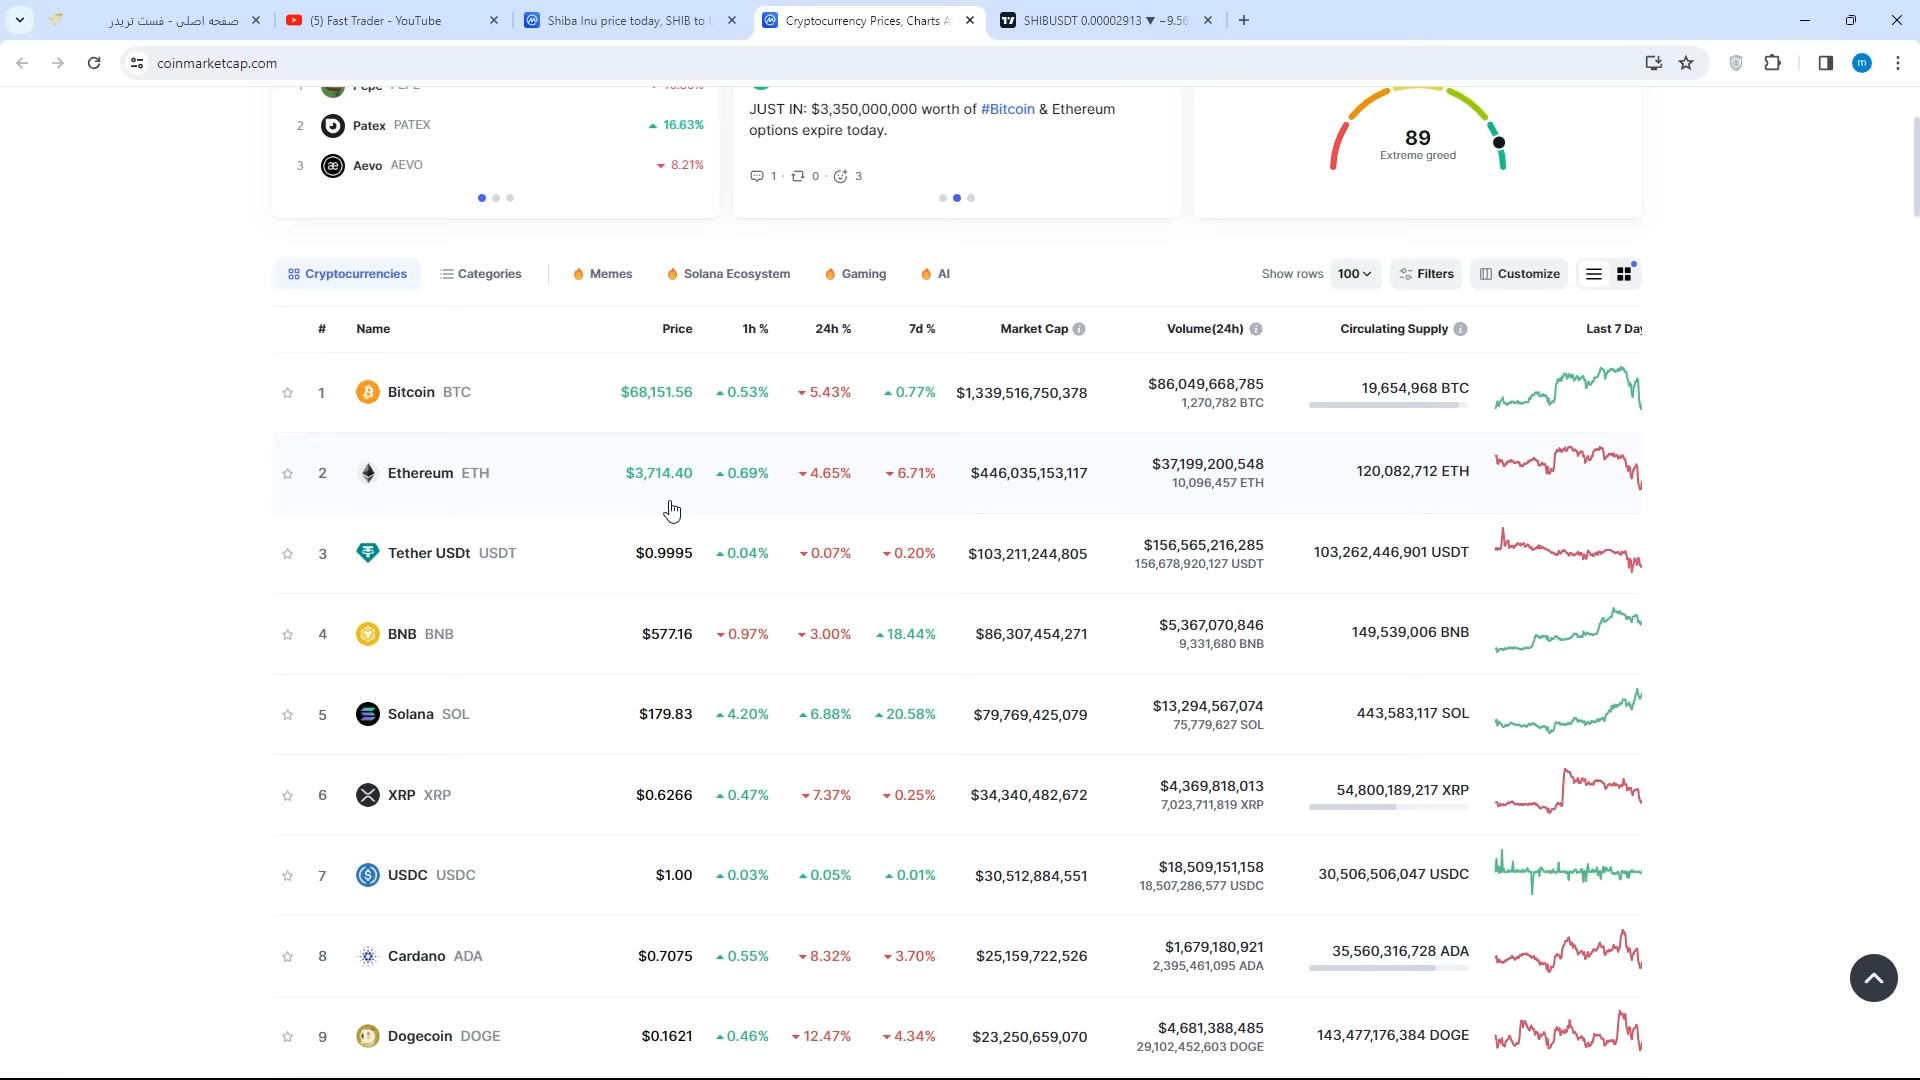 صفحه اصلی - فست تریدر
(5) Fast Trader - YouTube
Shiba Inu price today, SHIB to U
Cryptocurrency Prices, Charts A
SHIBUSDT 0.00002913 ▼ −9.56
coinmarketcap.com
m
JUST IN: $3,350,000,000 worth of #Bitcoin & Ethereum
options expire today.
2 Patex PATEX 16.63%
3 Aevo AEVO 8.21%
1 · 0 · 3
89
Extreme greed
Cryptocurrencies Categories Memes Solana Ecosystem Gaming AI Show rows 100 Filters Customize
# Name Price 1h % 24h % 7d % Market Cap Volume(24h) Circulating Supply Last 7 Day
1 Bitcoin BTC $68,151.56 0.53% 5.43% 0.77% $1,339,516,750,378 $86,049,668,785 19,654,968 BTC
1,270,782 BTC
2 Ethereum ETH $3,714.40 0.69% 4.65% 6.71% $446,035,153,117 $37,199,200,548 120,082,712 ETH
10,096,457 ETH
3 Tether USDt USDT $0.9995 0.04% 0.07% 0.20% $103,211,244,805 $156,565,216,285 103,262,446,901 USDT
156,678,920,127 USDT
4 BNB BNB $577.16 0.97% 3.00% 18.44% $86,307,454,271 $5,367,070,846 149,539,006 BNB
9,331,680 BNB
5 Solana SOL $179.83 4.20% 6.88% 20.58% $79,769,425,079 $13,294,567,074 443,583,117 SOL
75,779,627 SOL
6 XRP XRP $0.6266 0.47% 7.37% 0.25% $34,340,482,672 $4,369,818,013 54,800,189,217 XRP
7,023,711,819 XRP
7 USDC USDC $1.00 0.03% 0.05% 0.01% $30,512,884,551 $18,509,151,158 30,506,506,047 USDC
18,507,286,577 USDC
8 Cardano ADA $0.7075 0.55% 8.32% 3.70% $25,159,722,526 $1,679,180,921 35,560,316,728 ADA
2,395,461,095 ADA
9 Dogecoin DOGE $0.1621 0.46% 12.47% 4.34% $23,250,659,070 $4,681,388,485 143,477,176,384 DOGE
29,102,452,603 DOGE